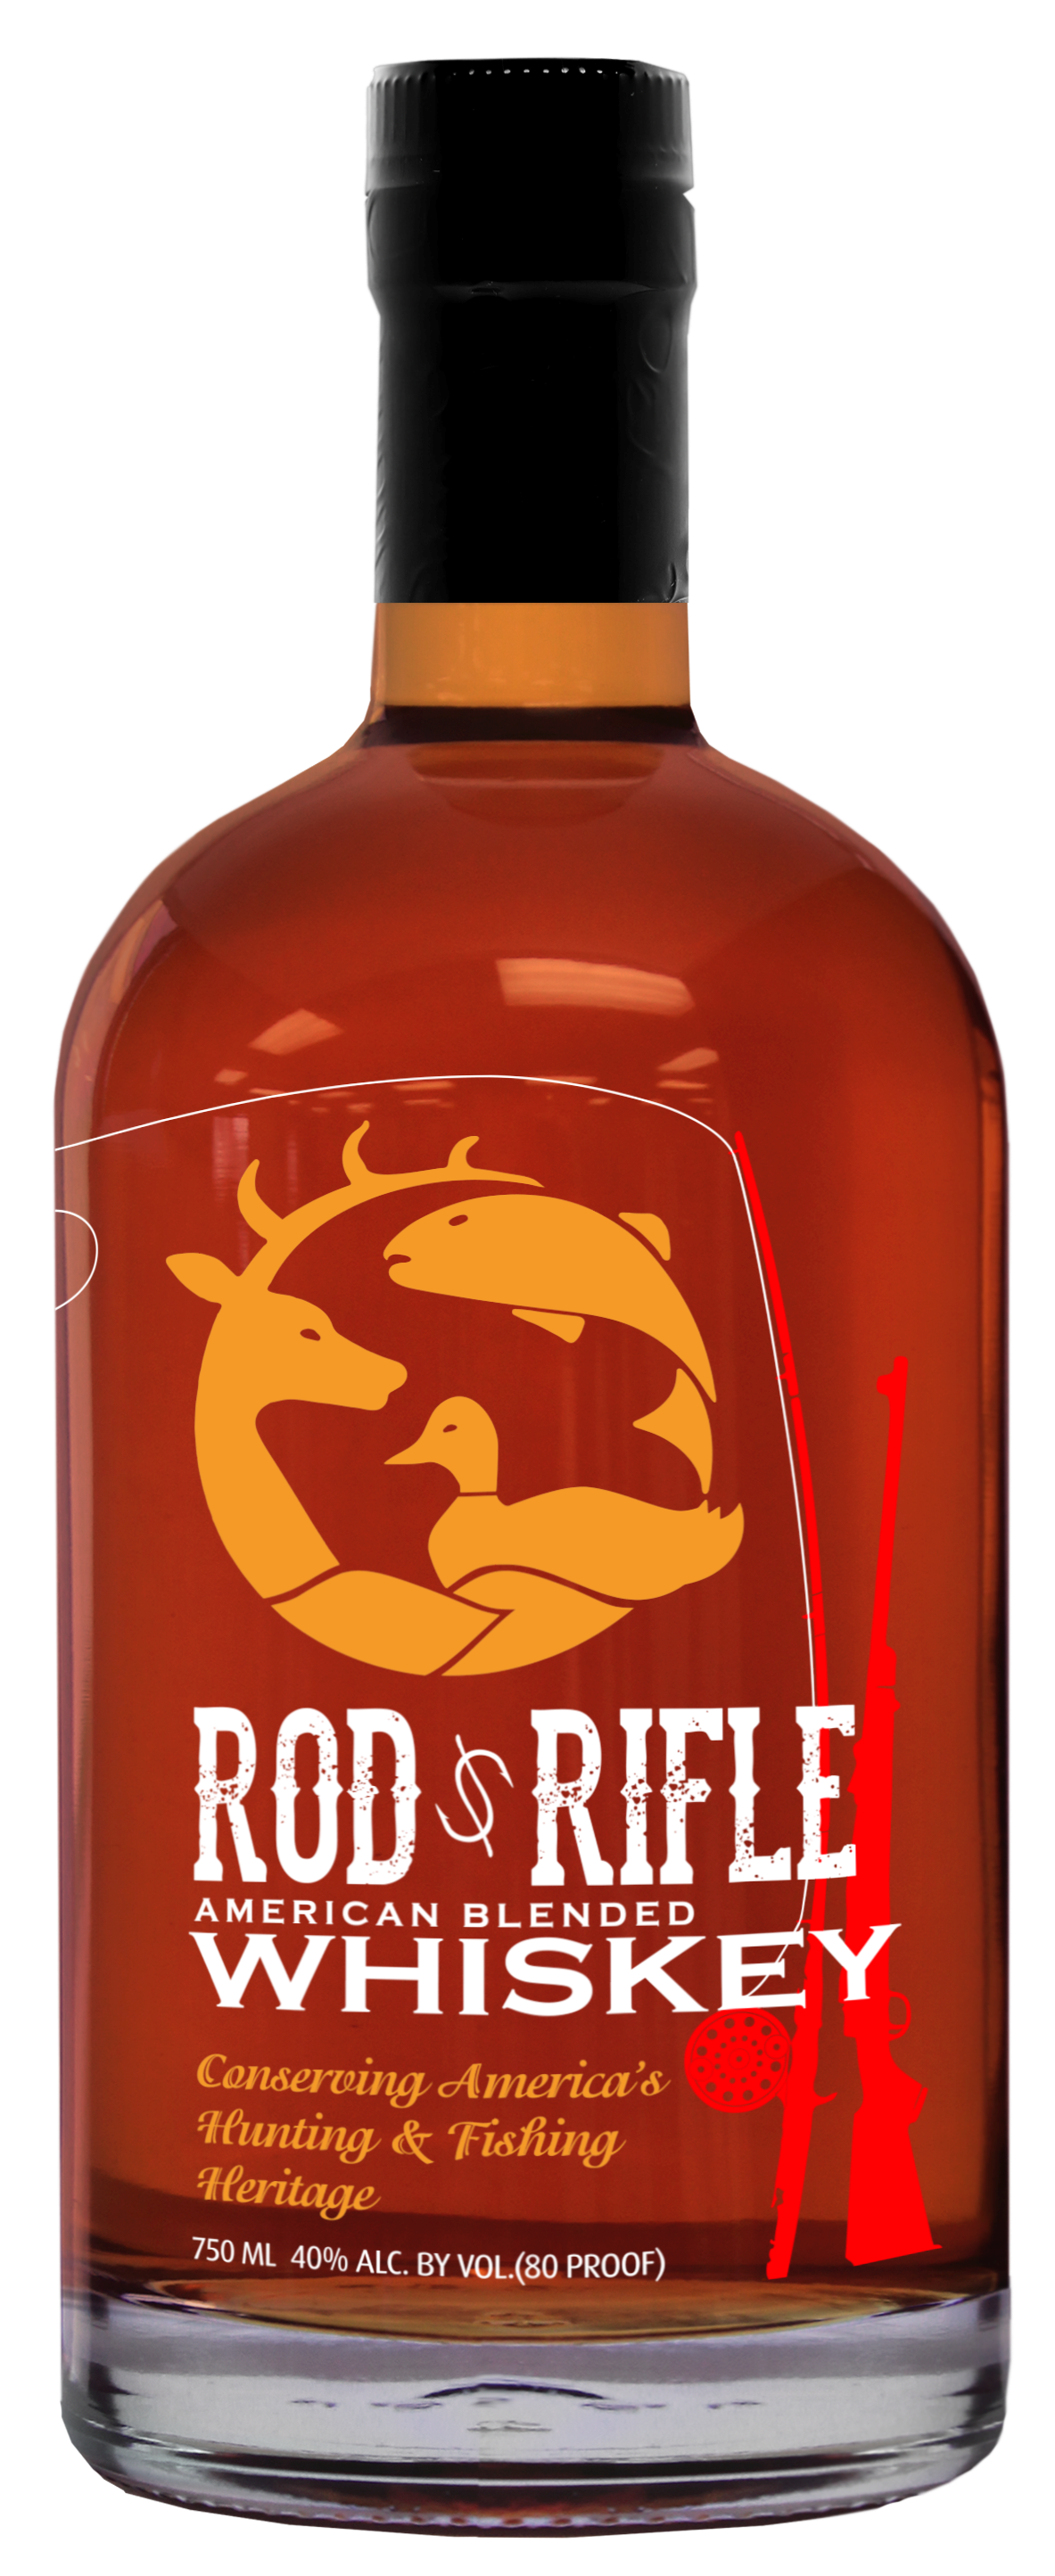 ROD & RIFLE
AMERICAN BLENDED
WHISKEY
Conserving America's
Hunting & Fishing
Heritage
750 ML 40% ALC. BY VOL.(80 PROOF)